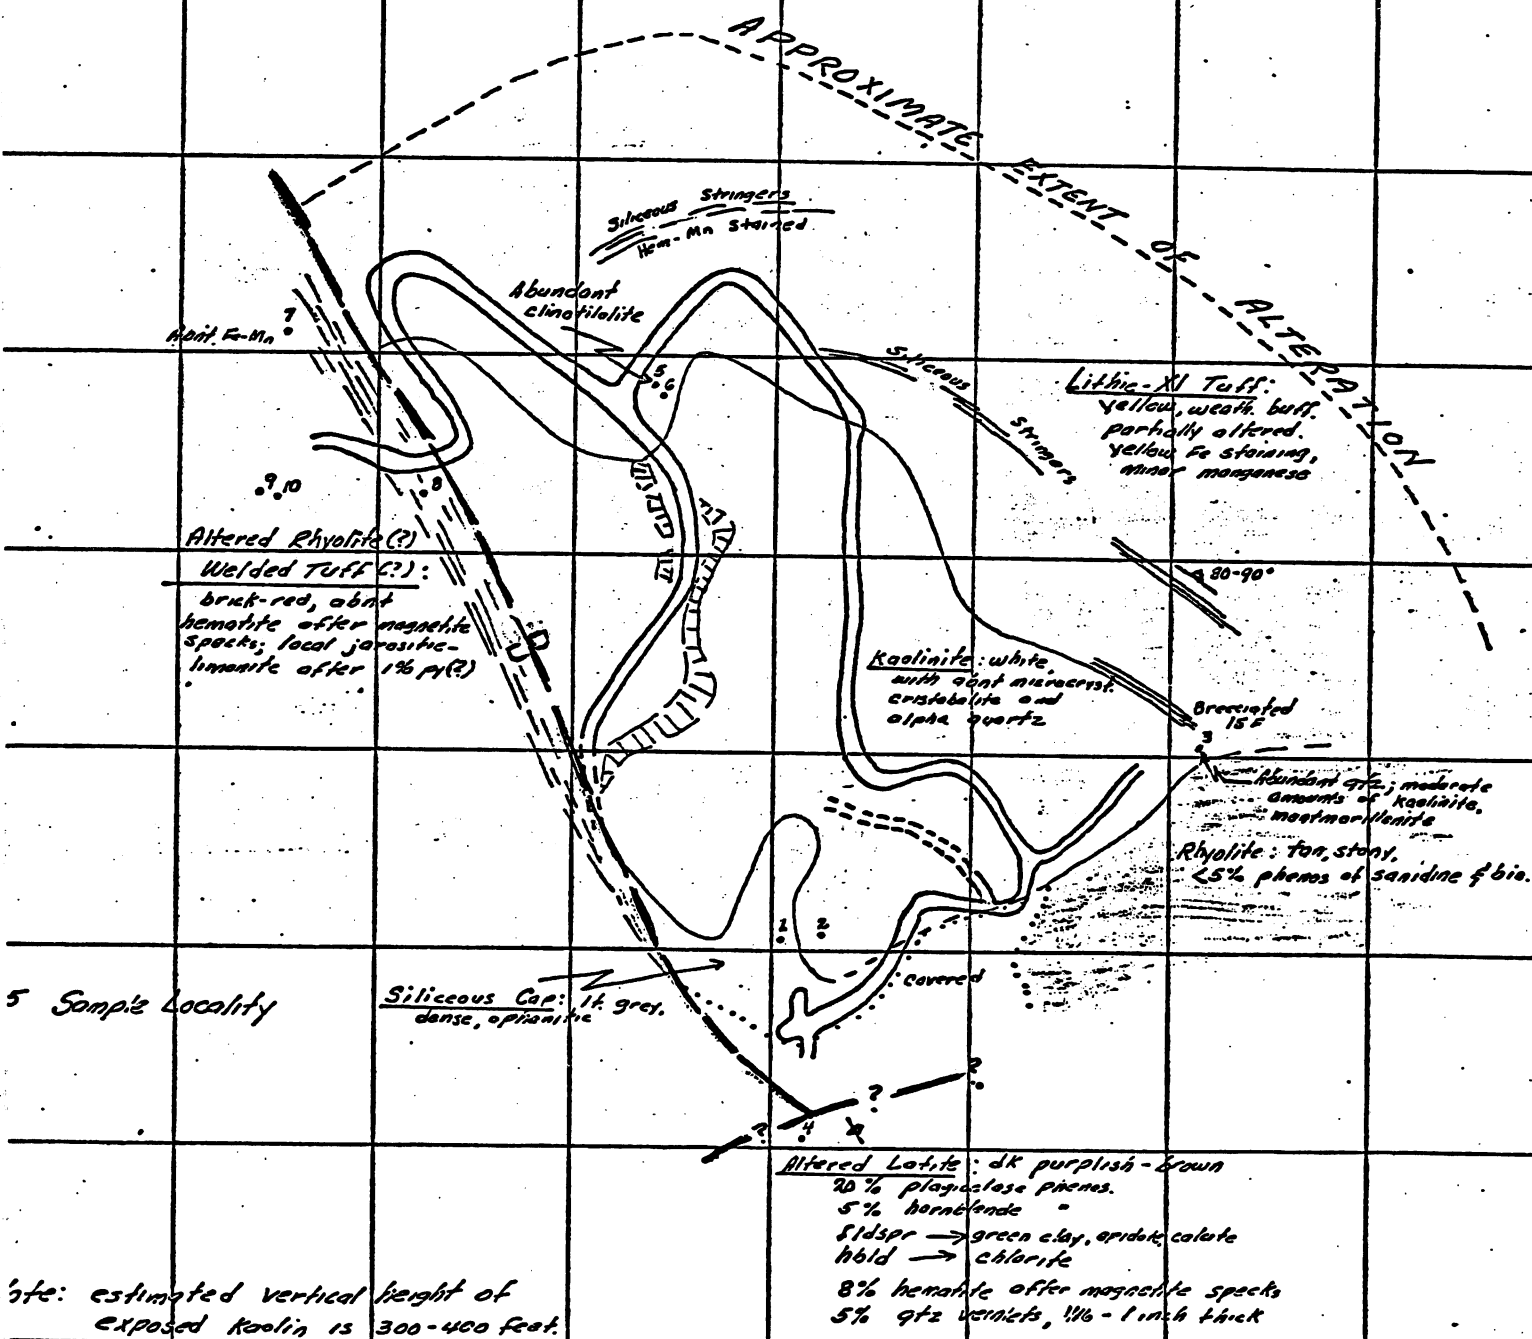 APPROXIMATE EXTENT OF ALTERATION
Siliceous Stringers
Hem-Mn stained
Abundant
clinotilolite
7
Abnt. Fe-Mn
5
6
Siliceous Stringers
Lithic-Xl Tuff:
yellow, weath. buff.
partially altered.
yellow Fe staining,
minor manganese
9 10
8
Altered Rhyolite(?)
Welded Tuff(?):
brick-red, abnt
hematite after magnetite
specks; local jarositic-
limonite after 1% py(?)
U D
80-90°
Kaolinite: white,
with abnt microcryst.
cristobalite and
alpha quartz
Brecciated
15F
3
Abundant qtz; moderate
amounts of kaolinite,
montmorillonite
Rhyolite: tan, stony.
<5% phenos of sanidine & bio.
1 2
covered
5 Sample Locality
Siliceous Cap: lt. grey.
dense, aphanitic
?
?
? 4
Altered Latite: dk purplish-brown
20% plagioclase phenos.
5% hornblende "
fldspr → green clay, epidote, calcite
hbld → chlorite
8% hematite after magnetite specks
5% qtz veinlets, 1/16 - 1 inch thick
ote: estimated vertical height of
exposed Kaolin is 300-400 feet.